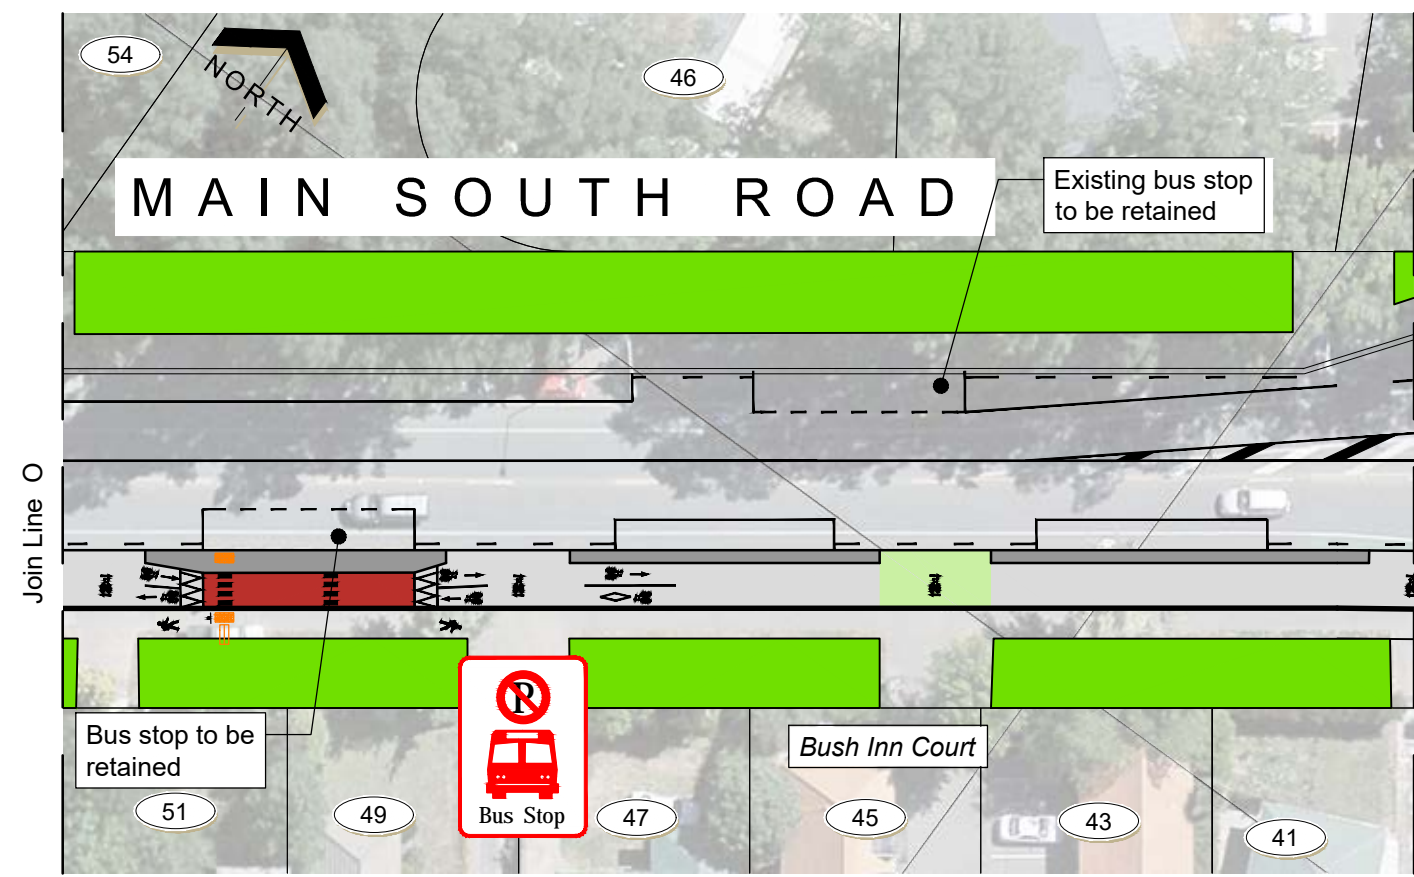 54
NORTH
46
MAIN SOUTH ROAD
Existing bus stop
to be retained
Join Line O
Bus stop to be
retained
P
Bus Stop
Bush Inn Court
51
49
47
45
43
41